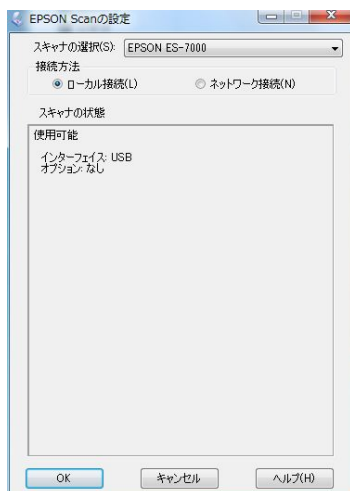 EPSON Scanの設定
スキャナの選択(S): EPSON ES-7000
接続方法
ローカル接続(L) ネットワーク接続(N)
スキャナの状態
使用可能
インターフェイス: USB
オプション: なし
OK キャンセル ヘルプ(H)